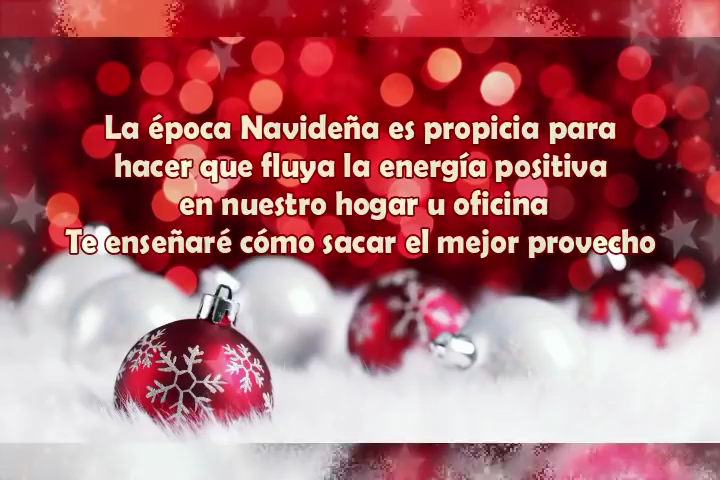 La época Navideña es propicia para
hacer que fluya la energía positiva
en nuestro hogar u oficina
Te enseñaré cómo sacar el mejor provecho